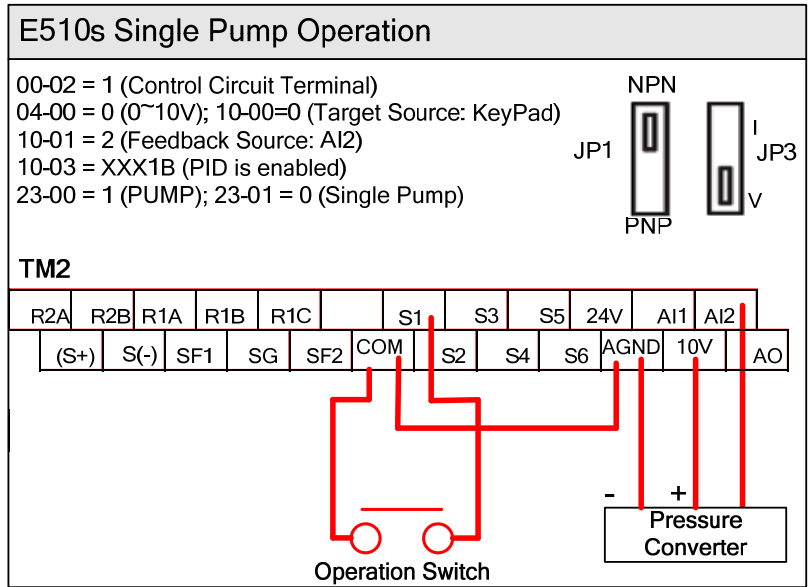 E510s Single Pump Operation
00-02 = 1 (Control Circuit Terminal)
04-00 = 0 (0~10V); 10-00=0 (Target Source: KeyPad)
10-01 = 2 (Feedback Source: AI2)
10-03 = XXX1B (PID is enabled)
23-00 = 1 (PUMP); 23-01 = 0 (Single Pump)
NPN
JP1
PNP
I
JP3
V
TM2
R2A R2B R1A R1B R1C S1 S3 S5 24V AI1 AI2
(S+) S(-) SF1 SG SF2 COM S2 S4 S6 AGND 10V AO
- +
Pressure
Converter
Operation Switch